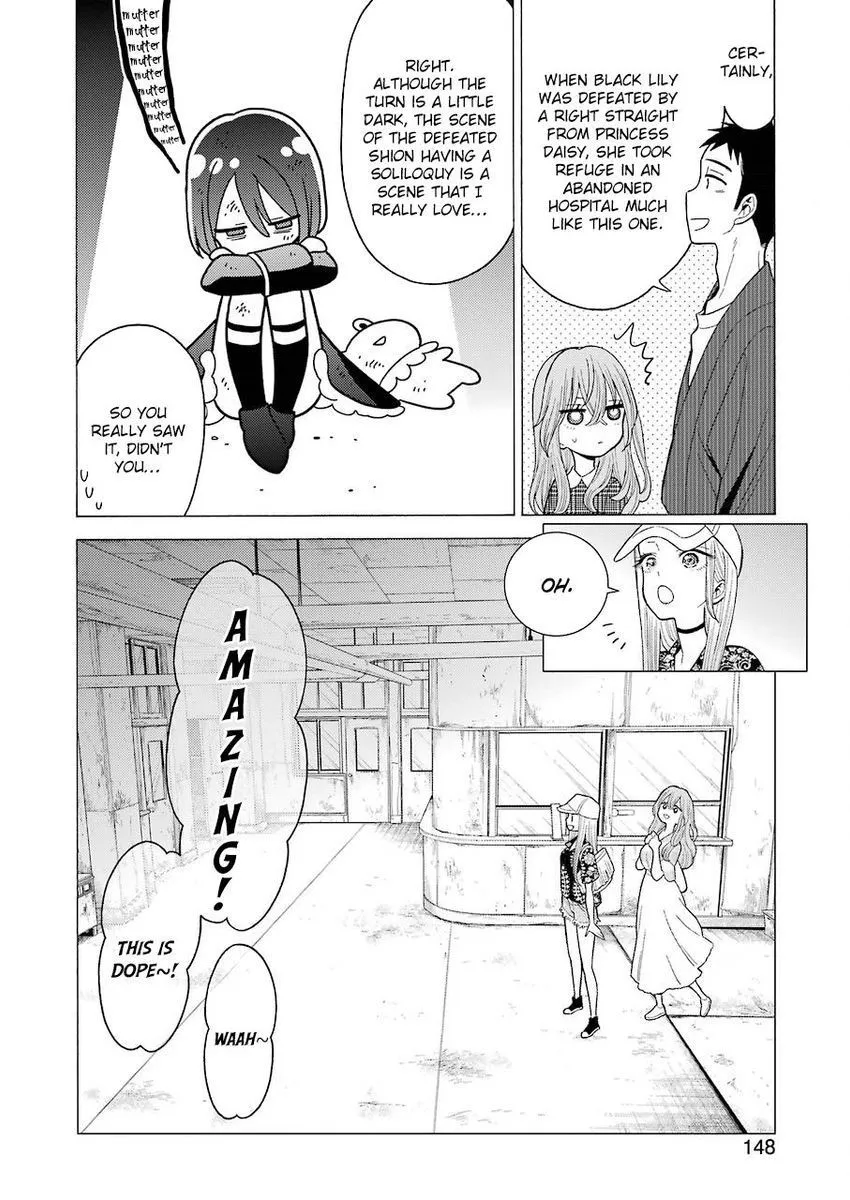 CER-
TAINLY,
WHEN BLACK LILY
WAS DEFEATED BY
A RIGHT STRAIGHT
FROM PRINCESS
DAISY, SHE TOOK
REFUGE IN AN
ABANDONED
HOSPITAL MUCH
LIKE THIS ONE.
RIGHT.
ALTHOUGH THE
TURN IS A LITTLE
DARK, THE SCENE
OF THE DEFEATED
SHION HAVING A
SOLILOQUY IS A
SCENE THAT I
REALLY LOVE...
mutter
mutter
mutter
mutter
mutter
mutter
mutter
mutter
mutter
mutter
SO YOU
REALLY SAW
IT, DIDN'T
YOU...
OH.
AMAZING!
THIS IS
DOPE~!
WAAH~
148